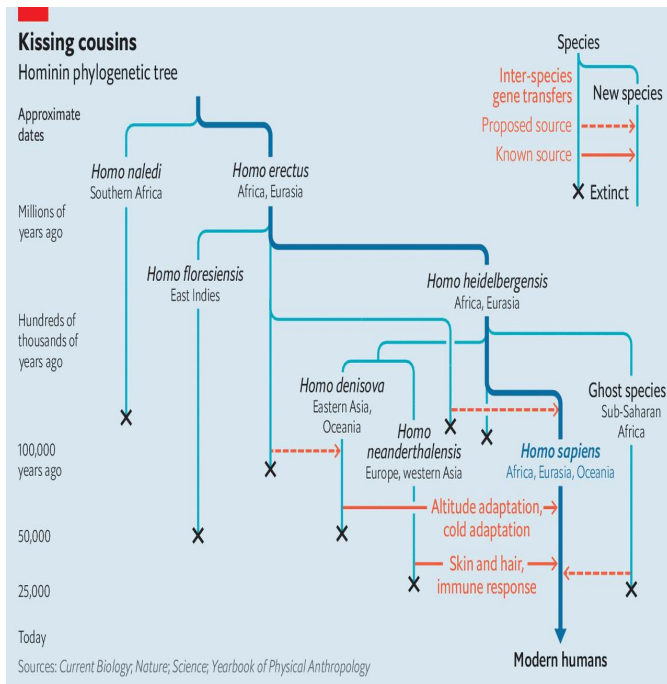 Kissing cousins
Hominin phylogenetic tree
Species
Inter-species
gene transfers
New species
Proposed source
Known source
Extinct
Approximate
dates
Homo naledi
Southern Africa
Homo erectus
Africa, Eurasia
Millions of
years ago
Homo floresiensis
East Indies
Homo heidelbergensis
Africa, Eurasia
Hundreds of
thousands of
years ago
Homo denisova
Eastern Asia,
Oceania
Ghost species
Sub-Saharan
Africa
Homo
neanderthalensis
Europe, western Asia
Homo sapiens
Africa, Eurasia, Oceania
100,000
years ago
Altitude adaptation,
cold adaptation
50,000
Skin and hair,
immune response
25,000
Today
Modern humans
Sources: Current Biology; Nature; Science; Yearbook of Physical Anthropology